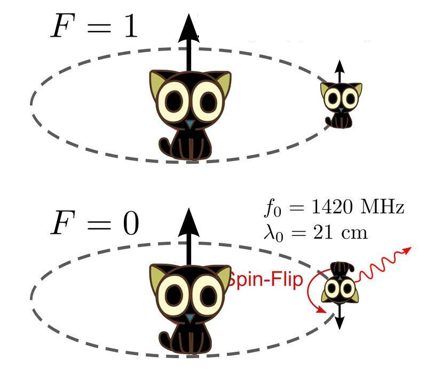 F = 1
F = 0
f₀ = 1420 MHz
λ₀ = 21 cm
Spin-Flip